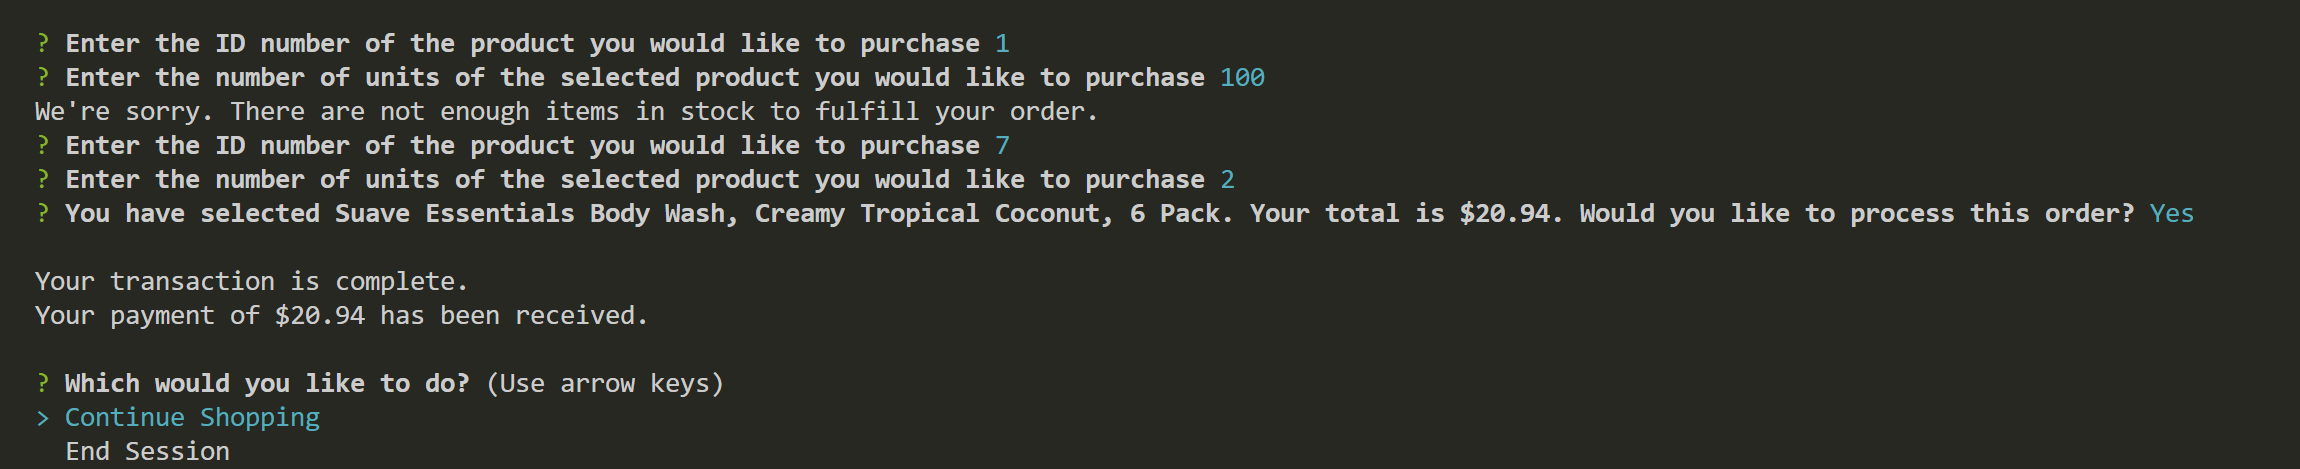 ? Enter the ID number of the product you would like to purchase 1
? Enter the number of units of the selected product you would like to purchase 100
We're sorry. There are not enough items in stock to fulfill your order.
? Enter the ID number of the product you would like to purchase 7
? Enter the number of units of the selected product you would like to purchase 2
? You have selected Suave Essentials Body Wash, Creamy Tropical Coconut, 6 Pack. Your total is $20.94. Would you like to process this order? Yes
Your transaction is complete.
Your payment of $20.94 has been received.
? Which would you like to do? (Use arrow keys)
> Continue Shopping
End Session